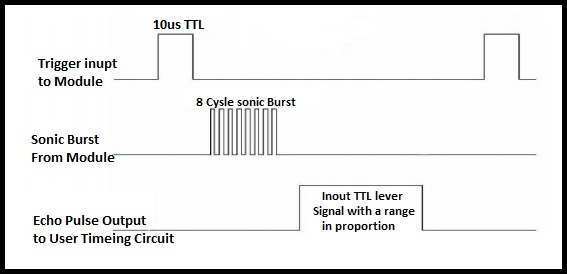 10us TTL
Trigger inupt
to Module
8 Cysle sonic Burst
Sonic Burst
From Module
Inout TTL lever
Signal with a range
in proportion
Echo Pulse Output
to User Timeing Circuit